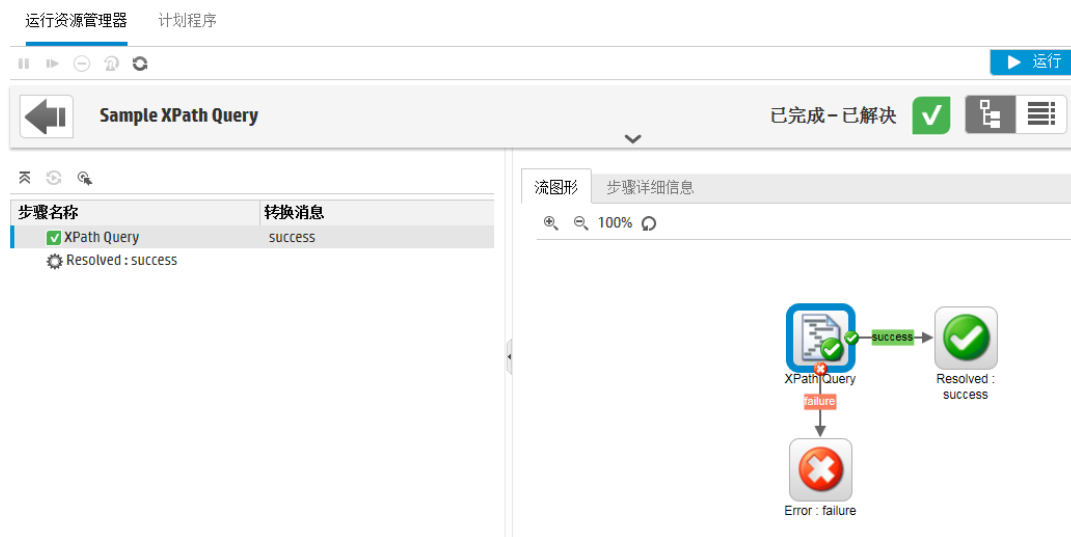 运行资源管理器 计划程序
运行
Sample XPath Query 已完成 – 已解决
流图形 步骤详细信息
步骤名称 转换消息
100%
XPath Query success
Resolved : success
success
XPath Query
Resolved :
success
failure
Error : failure